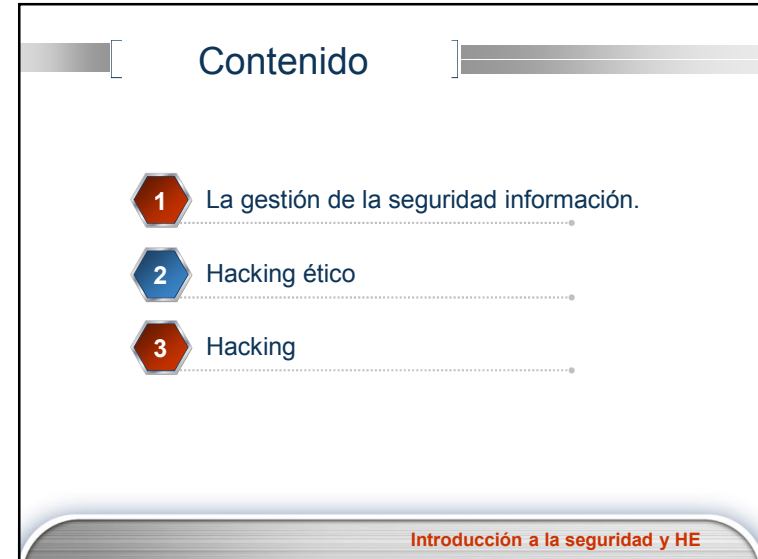 Contenido
1 La gestión de la seguridad información.
2 Hacking ético
3 Hacking
Introducción a la seguridad y HE